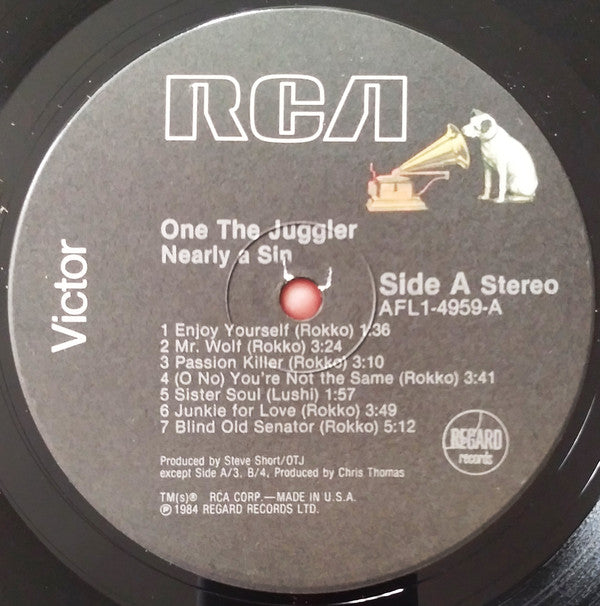 RCA
Victor
One The Juggler
Nearly a Sin
Side A Stereo
AFL1-4959-A
1 Enjoy Yourself (Rokko) 1:36
2 Mr. Wolf (Rokko) 3:24
3 Passion Killer (Rokko) 3:10
4 (O No) You're Not the Same (Rokko) 3:41
5 Sister Soul (Lushi) 1:57
6 Junkie for Love (Rokko) 3:49
7 Blind Old Senator (Rokko) 5:12
REGARD
records
Produced by Steve Short/OTJ
except Side A/3, B/4, Produced by Chris Thomas
TM(s)® RCA CORP.—MADE IN U.S.A.
℗1984 REGARD RECORDS LTD.